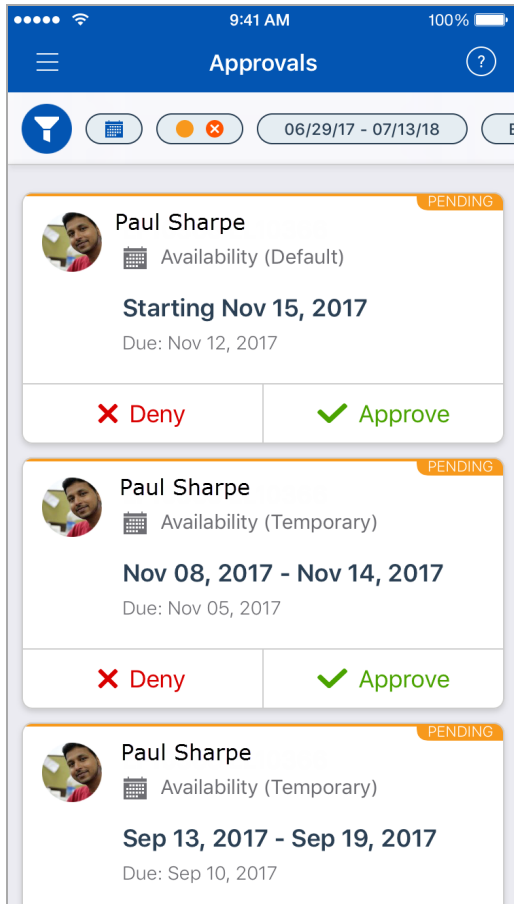 9:41 AM
100%
Approvals
?
06/29/17 - 07/13/18
PENDING
Paul Sharpe
Availability (Default)
Starting Nov 15, 2017
Due: Nov 12, 2017
Deny
Approve
PENDING
Paul Sharpe
Availability (Temporary)
Nov 08, 2017 - Nov 14, 2017
Due: Nov 05, 2017
Deny
Approve
PENDING
Paul Sharpe
Availability (Temporary)
Sep 13, 2017 - Sep 19, 2017
Due: Sep 10, 2017